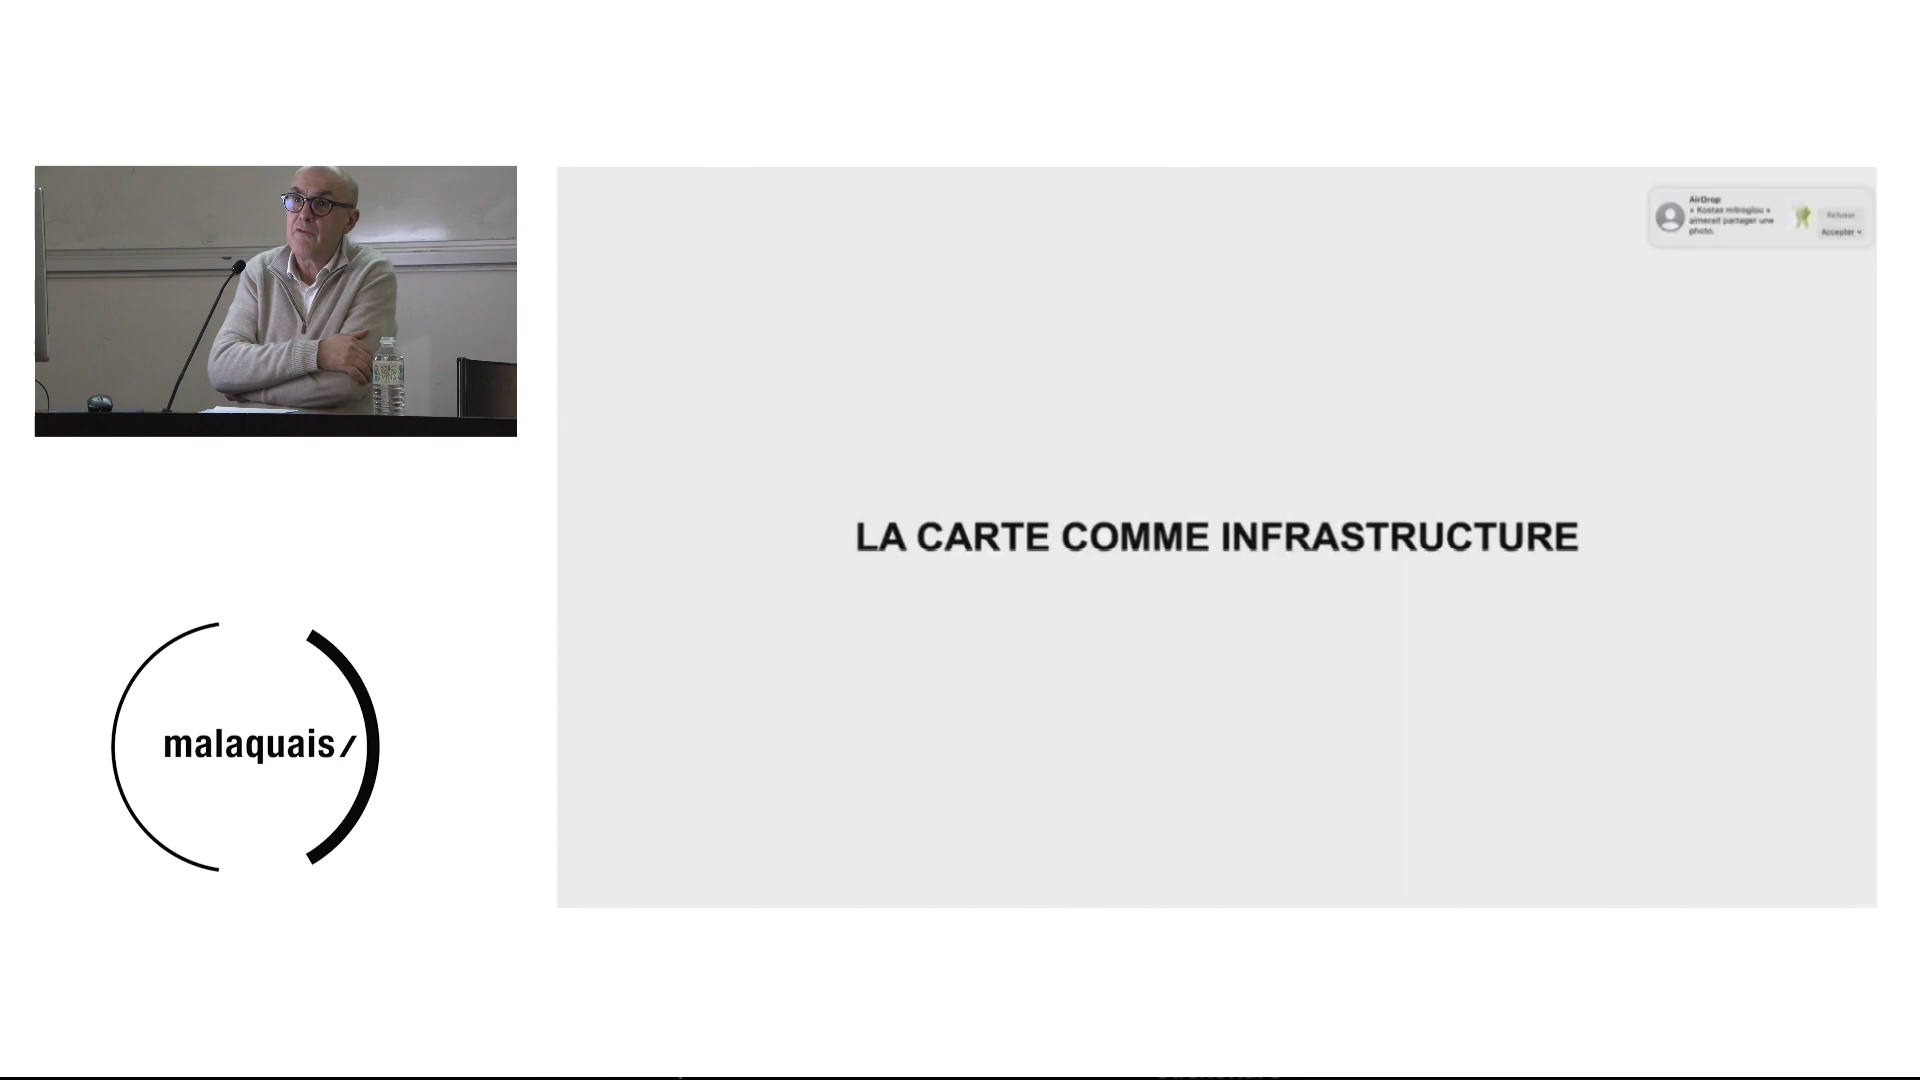 AirDrop
« Kostas mitroglou »
aimerait partager une
photo.
Refuser
Accepter
LA CARTE COMME INFRASTRUCTURE
malaquais/